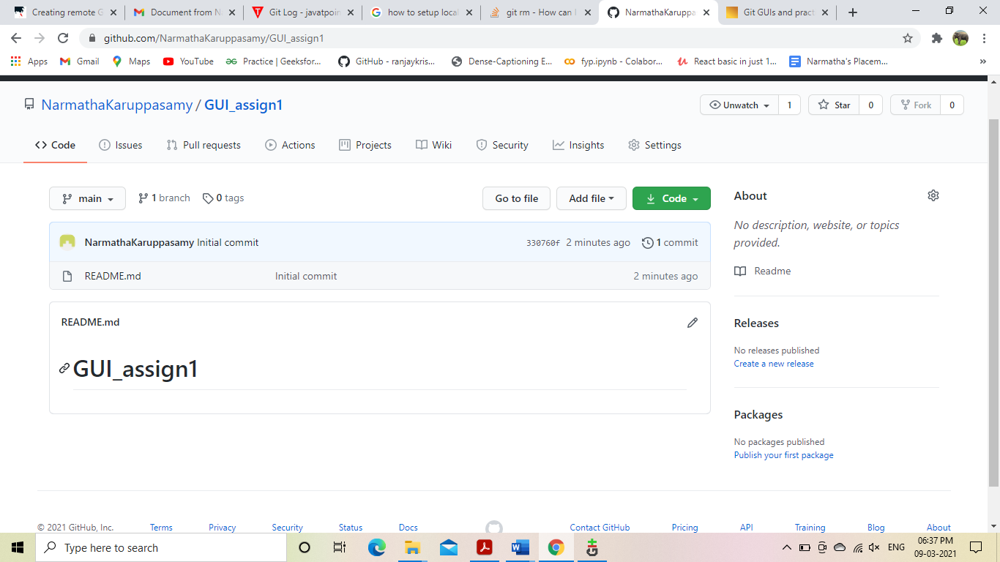 Creating remote G
Document from N
Git Log - javatpoin
how to setup local
git rm - How can I
NarmathaKaruppa
Git GUIs and pract
github.com/NarmathaKaruppasamy/GUI_assign1
Apps
Gmail
Maps
YouTube
Practice | Geeksfor...
GitHub - ranjaykris...
Dense-Captioning E...
fyp.ipynb - Colabor...
React basic in just 1...
Narmatha's Placem...
»
NarmathaKaruppasamy / GUI_assign1
Unwatch 1
Star 0
Fork 0
Code
Issues
Pull requests
Actions
Projects
Wiki
Security
Insights
Settings
main
1 branch
0 tags
Go to file
Add file
Code
NarmathaKaruppasamy Initial commit
330760f 2 minutes ago
1 commit
README.md
Initial commit
2 minutes ago
README.md
GUI_assign1
About
No description, website, or topics
provided.
Readme
Releases
No releases published
Create a new release
Packages
No packages published
Publish your first package
© 2021 GitHub, Inc.
Terms
Privacy
Security
Status
Docs
Contact GitHub
Pricing
API
Training
Blog
About
Type here to search
ENG
06:37 PM
09-03-2021